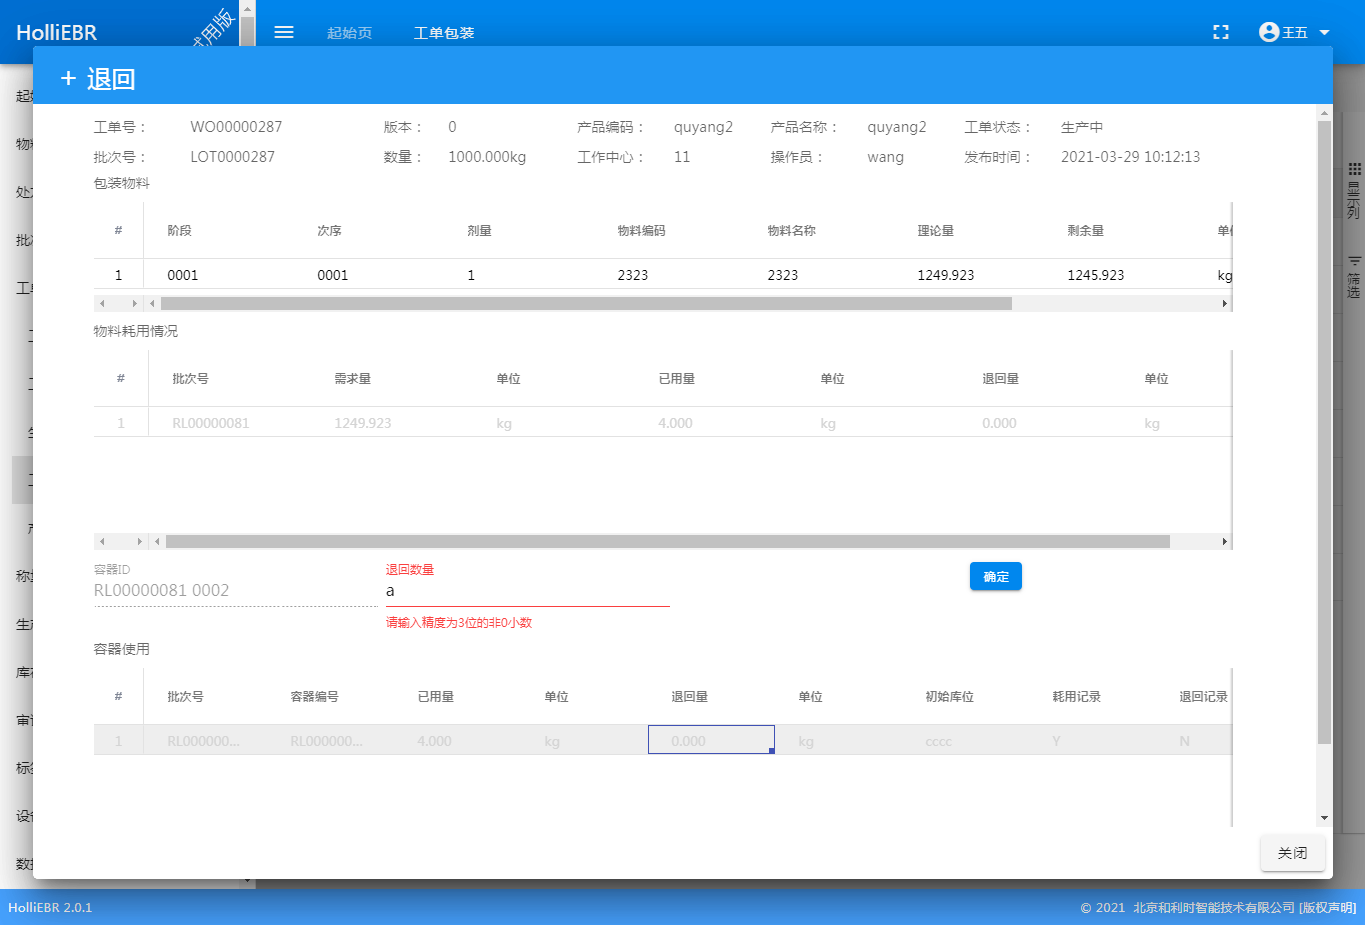 HolliEBR
试用版
起始页
工单包装
王五
+ 退回
工单号： WO00000287 版本： 0 产品编码： quyang2 产品名称： quyang2 工单状态： 生产中
批次号： LOT0000287 数量： 1000.000kg 工作中心： 11 操作员： wang 发布时间： 2021-03-29 10:12:13
包装物料
# 阶段 次序 剂量 物料编码 物料名称 理论量 剩余量
1 0001 0001 1 2323 2323 1249.923 1245.923 kg
物料耗用情况
# 批次号 需求量 单位 已用量 单位 退回量 单位
1 RL00000081 1249.923 kg 4.000 kg 0.000 kg
容器ID 退回数量
RL00000081 0002 a 确定
请输入精度为3位的非0小数
容器使用
# 批次号 容器编号 已用量 单位 退回量 单位 初始库位 耗用记录 退回记录
1 RL000000... RL000000... 4.000 kg 0.000 kg cccc Y N
关闭
显示列
筛选
HolliEBR 2.0.1
© 2021 北京和利时智能技术有限公司 [版权声明]